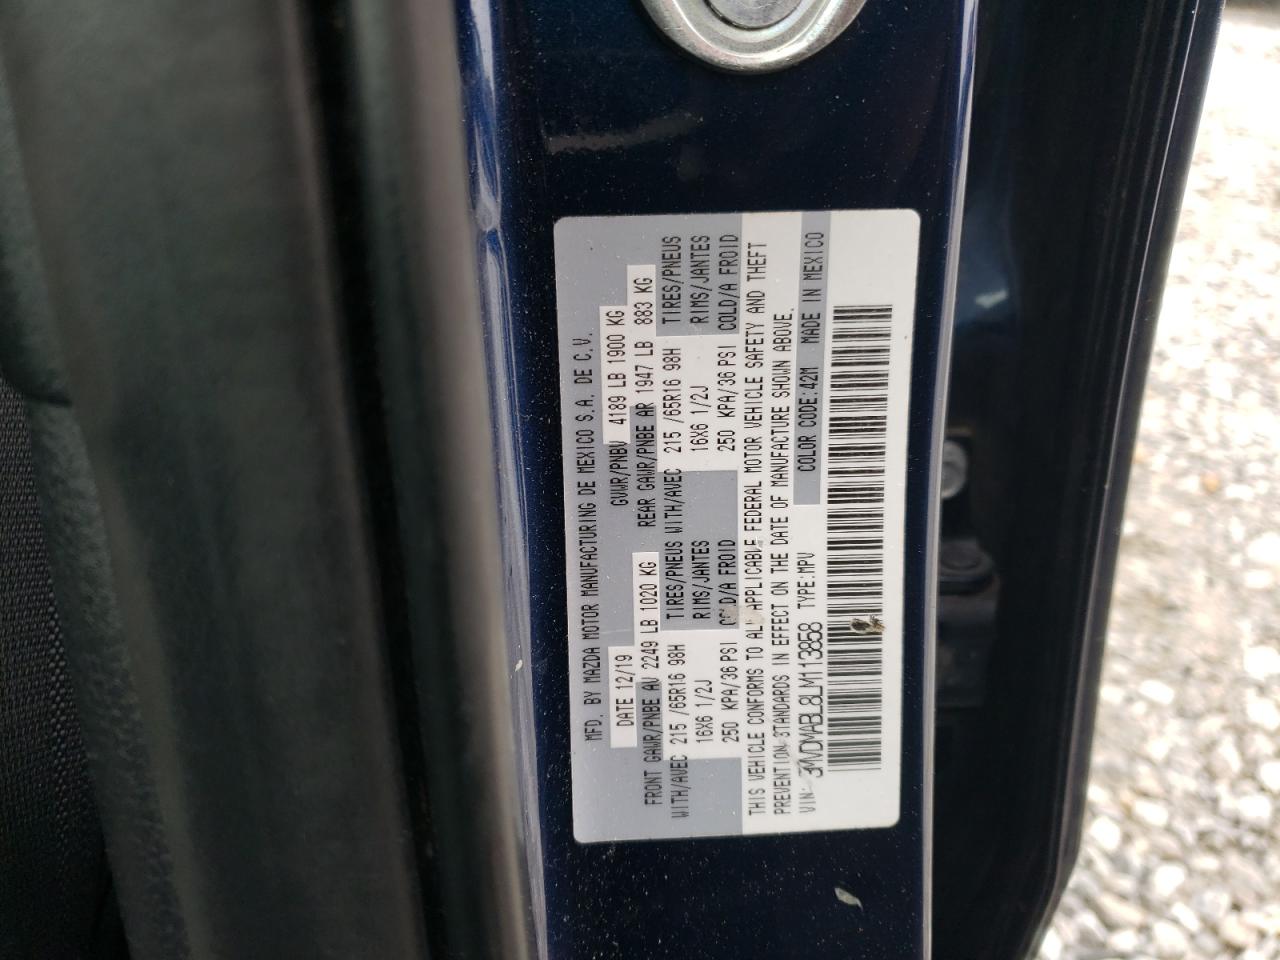 MFD. BY MAZDA MOTOR MANUFACTURING DE MEXICO S.A. DE C.V.
DATE 12/19 GVWR/PNBV 4189 LB 1900 KG
FRONT GAWR/PNBE AV 2249 LB 1020 KG REAR GAWR/PNBE AR 1947 LB 883 KG
WITH/AVEC 215 /65R16 98H TIRES/PNEUS WITH/AVEC 215 /65R16 98H TIRES/PNEUS
16X6 1/2J RIMS/JANTES 16X6 1/2J RIMS/JANTES
250 KPA/36 PSI COLD/A FROID 250 KPA/36 PSI COLD/A FROID
THIS VEHICLE CONFORMS TO ALL APPLICABLE FEDERAL MOTOR VEHICLE SAFETY AND THEFT
PREVENTION STANDARDS IN EFFECT ON THE DATE OF MANUFACTURE SHOWN ABOVE.
VIN: 3MVDMABL8LM113858 TYPE:MPV COLOR CODE:42M MADE IN MEXICO